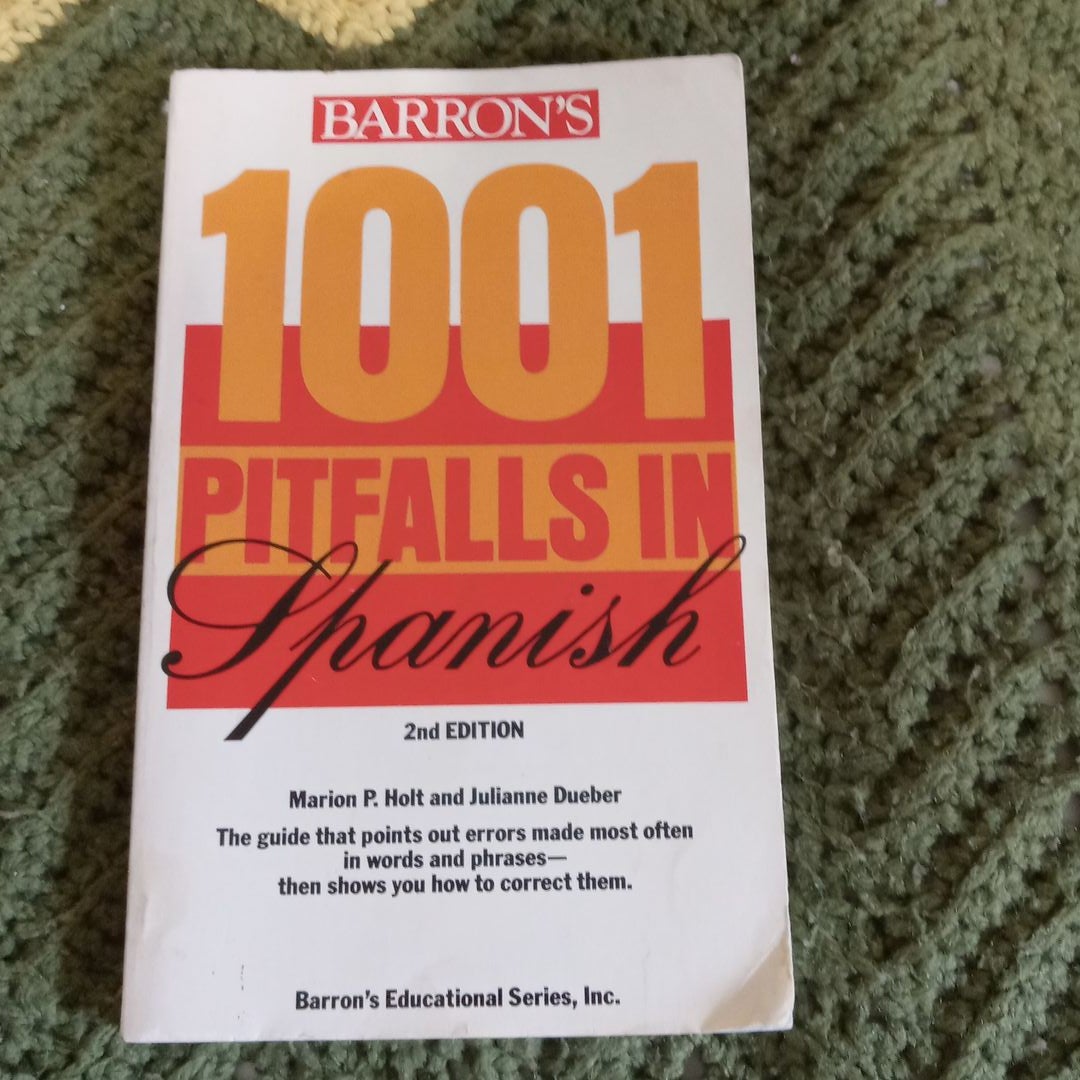 BARRON'S
1001
PITFALLS IN
Spanish
2nd EDITION
Marion P. Holt and Julianne Dueber
The guide that points out errors made most often
in words and phrases—
then shows you how to correct them.
Barron's Educational Series, Inc.